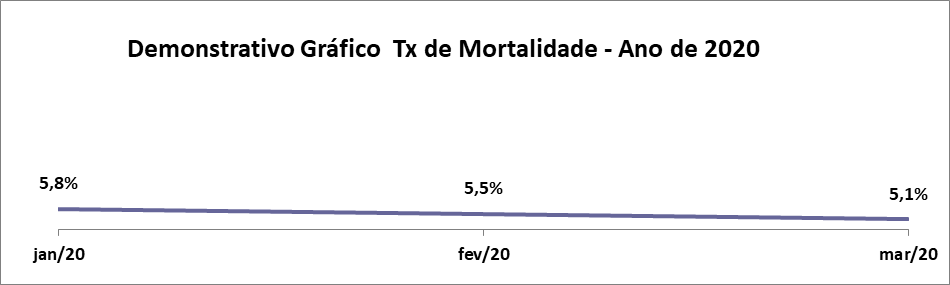 Demonstrativo Gráfico  Tx de Mortalidade - Ano de 2020
5,8%
5,5%
5,1%
jan/20
fev/20
mar/20